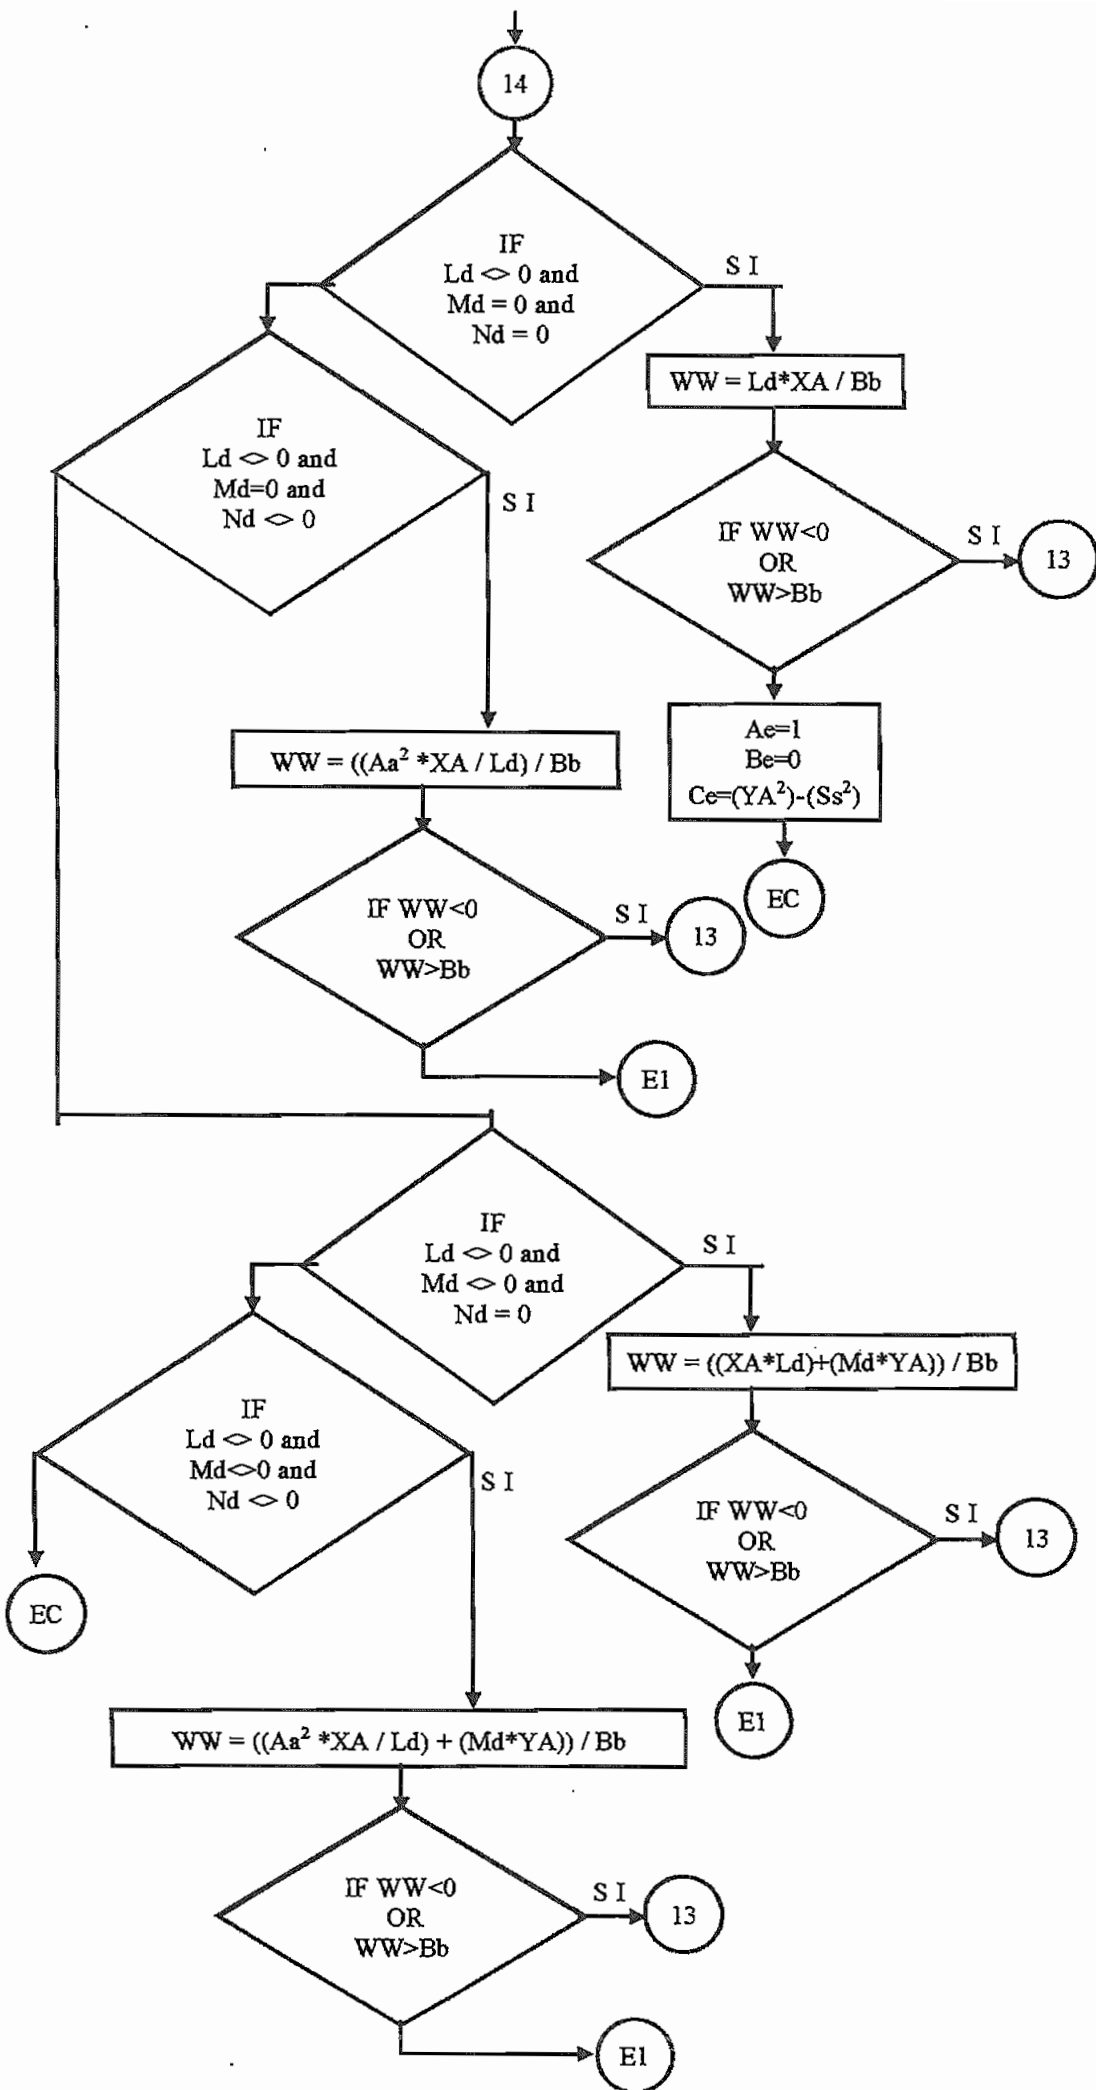 14
IF
Ld <> 0 and
Md = 0 and
Nd = 0
S I
WW = Ld*XA / Bb
IF
Ld <> 0 and
Md=0 and
Nd <> 0
S I
IF WW<0
OR
WW>Bb
S I
13
Ae=1
Be=0
Ce=(YA²)-(Ss²)
EC
WW = ((Aa² *XA / Ld) / Bb
IF WW<0
OR
WW>Bb
S I
13
E1
IF
Ld <> 0 and
Md <> 0 and
Nd = 0
S I
WW = ((XA*Ld)+(Md*YA)) / Bb
IF
Ld <> 0 and
Md<>0 and
Nd <> 0
S I
EC
IF WW<0
OR
WW>Bb
S I
13
E1
WW = ((Aa² *XA / Ld) + (Md*YA)) / Bb
IF WW<0
OR
WW>Bb
S I
13
E1